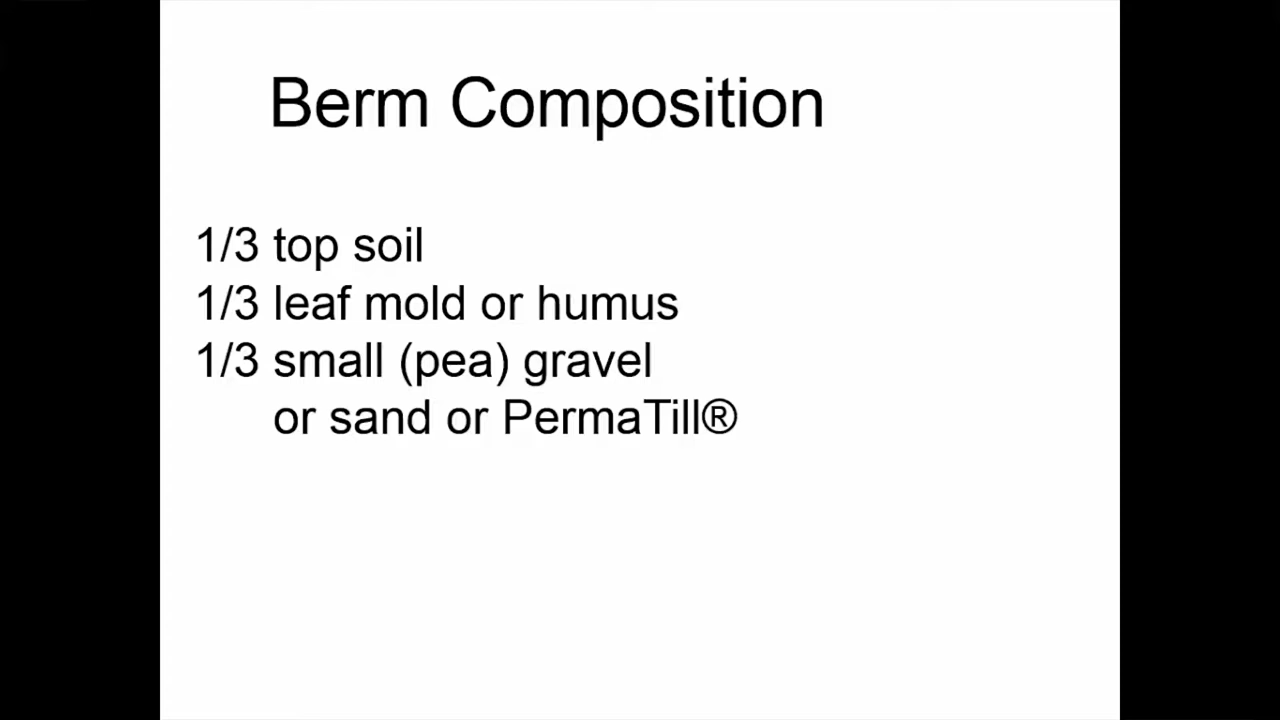 Berm Composition
1/3 top soil
1/3 leaf mold or humus
1/3 small (pea) gravel
or sand or PermaTill®